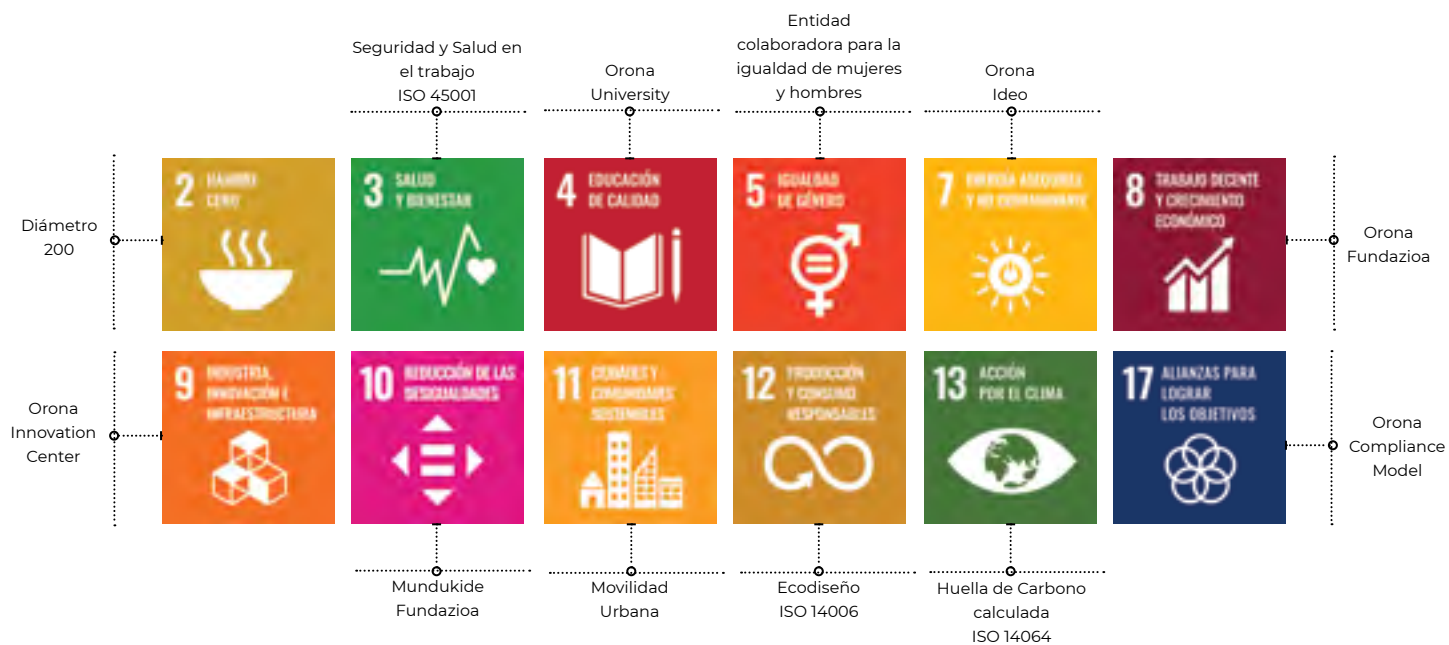 Seguridad y Salud en
el trabajo
ISO 45001
Orona
University
Entidad
colaboradora para la
igualdad de mujeres
y hombres
Orona
Ideo
Diámetro
200
2 HAMBRE
CERO
3 SALUD
Y BIENESTAR
4 EDUCACIÓN
DE CALIDAD
5 IGUALDAD
DE GÉNERO
7 ENERGÍA ASEQUIBLE
Y NO CONTAMINANTE
8 TRABAJO DECENTE
Y CRECIMIENTO
ECONÓMICO
Orona
Fundazioa
Orona
Innovation
Center
9 INDUSTRIA,
INNOVACIÓN E
INFRAESTRUCTURA
10 REDUCCIÓN DE LAS
DESIGUALDADES
11 CIUDADES Y
COMUNIDADES
SOSTENIBLES
12 PRODUCCIÓN
Y CONSUMO
RESPONSABLES
13 ACCIÓN
POR EL CLIMA
17 ALIANZAS PARA
LOGRAR
LOS OBJETIVOS
Orona
Compliance
Model
Mundukide
Fundazioa
Movilidad
Urbana
Ecodiseño
ISO 14006
Huella de Carbono
calculada
ISO 14064